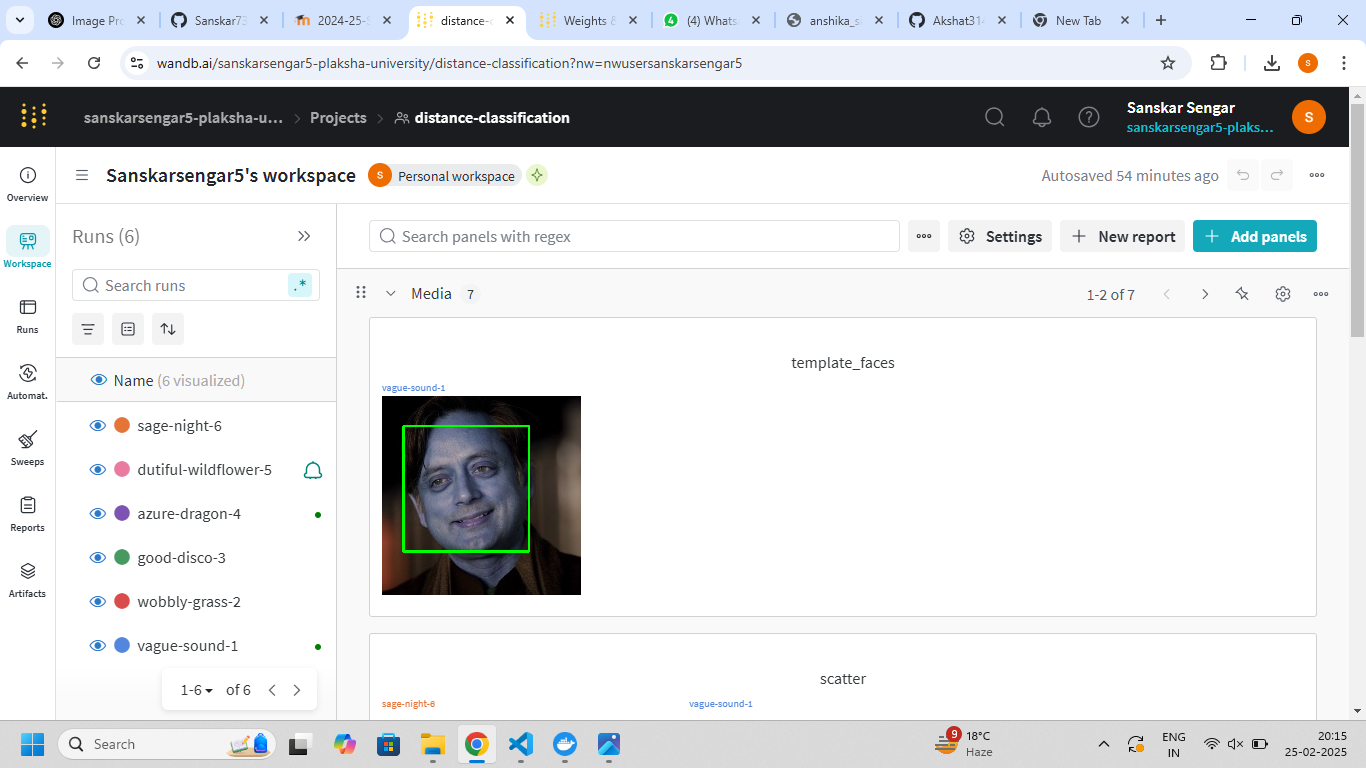 Image Pro
Sanskar73
2024-25-S
distance-c
Weights &
(4) Whats
anshika_s
Akshat314
New Tab
wandb.ai/sanskarsengar5-plaksha-university/distance-classification?nw=nwusersanskarsengar5
S
sanskarsengar5-plaksha-u...
Projects
distance-classification
Sanskar Sengar
sanskarsengar5-plaks...
S
Overview
Workspace
Runs
Automat.
Sweeps
Reports
Artifacts
Sanskarsengar5's workspace
S
Personal workspace
Autosaved 54 minutes ago
Runs (6)
Search runs
.*
Name (6 visualized)
sage-night-6
dutiful-wildflower-5
azure-dragon-4
good-disco-3
wobbly-grass-2
vague-sound-1
1-6
of 6
Search panels with regex
Settings
New report
Add panels
Media 7
1-2 of 7
template_faces
vague-sound-1
scatter
sage-night-6
vague-sound-1
Search
9
18°C
Haze
ENG
IN
20:15
25-02-2025